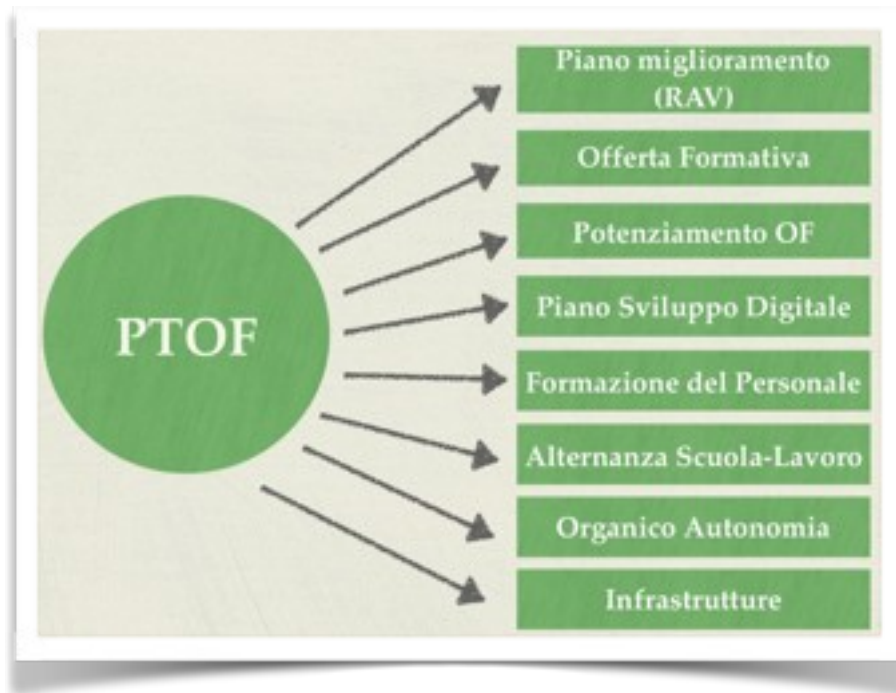 PTOF
Piano miglioramento
(RAV)
Offerta Formativa
Potenziamento OF
Piano Sviluppo Digitale
Formazione del Personale
Alternanza Scuola-Lavoro
Organico Autonomia
Infrastrutture